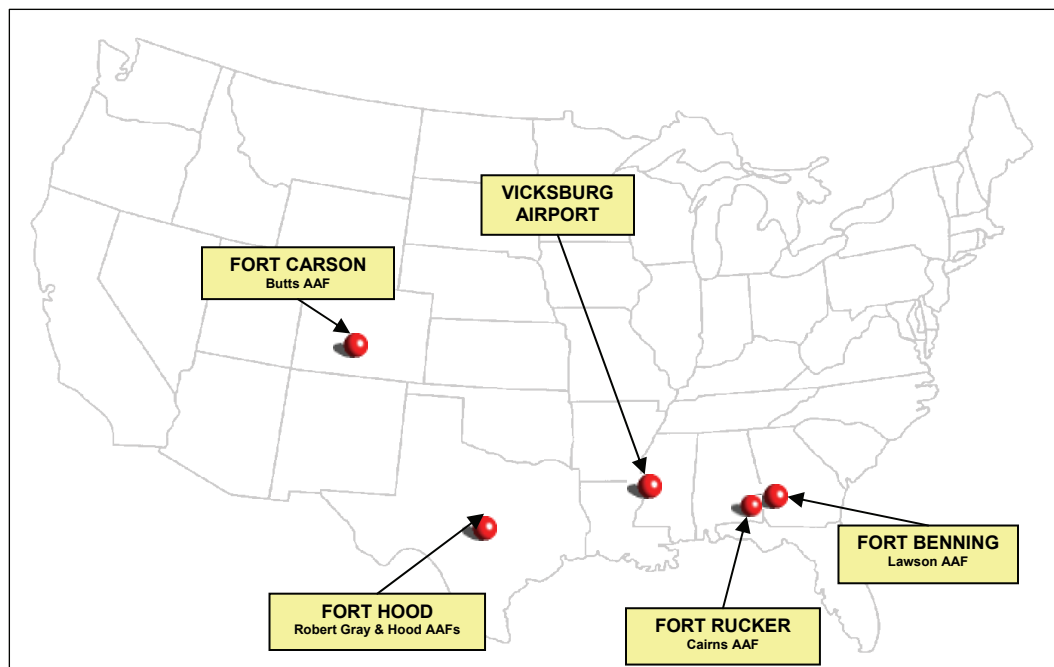 VICKSBURG
AIRPORT
FORT CARSON
Butts AAF
FORT BENNING
Lawson AAF
FORT HOOD
Robert Gray & Hood AAFs
FORT RUCKER
Cairns AAF